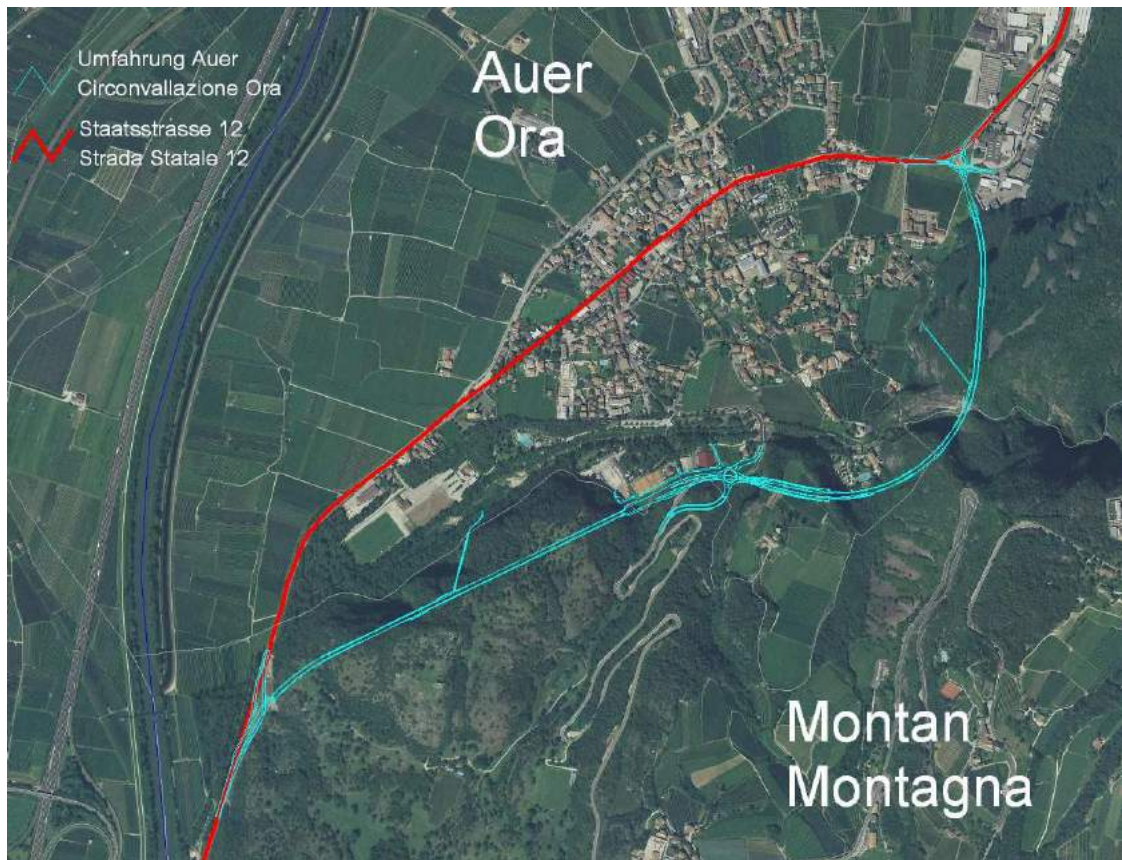 Umfahrung Auer
Circonvallazione Ora
Staatsstrasse 12
Strada Statale 12
Auer
Ora
Montan
Montagna